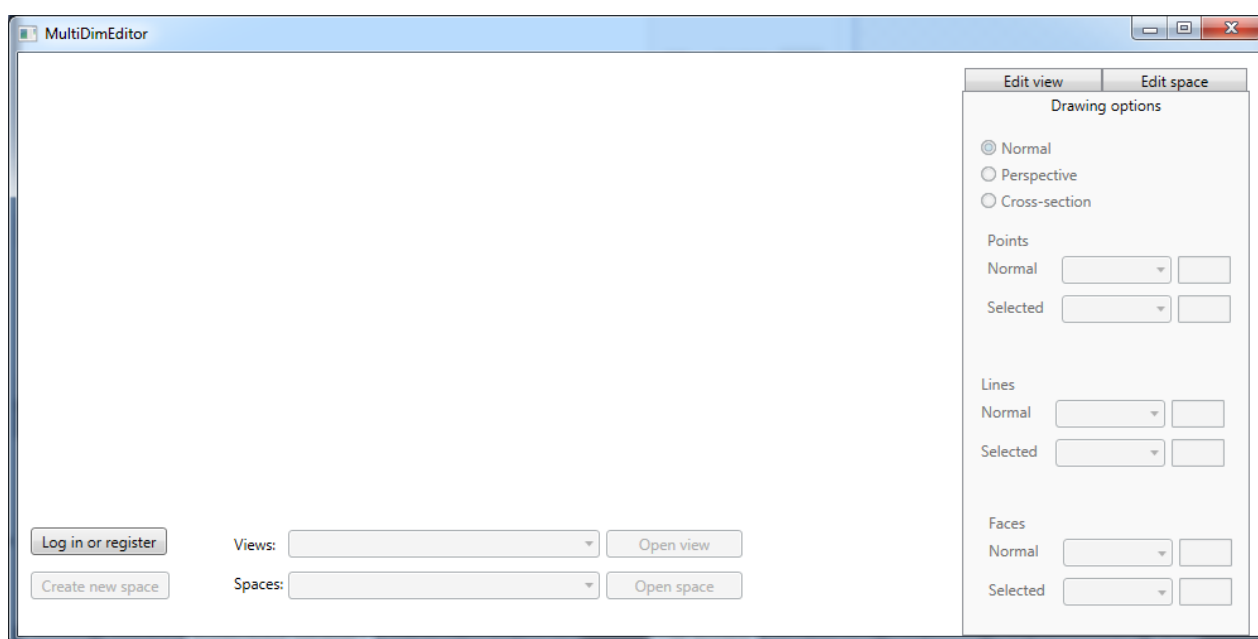 MultiDimEditor
Edit view Edit space
Drawing options
Normal
Perspective
Cross-section
Points
Normal
Selected
Lines
Normal
Selected
Faces
Normal
Selected
Log in or register
Views:
Open view
Create new space
Spaces:
Open space